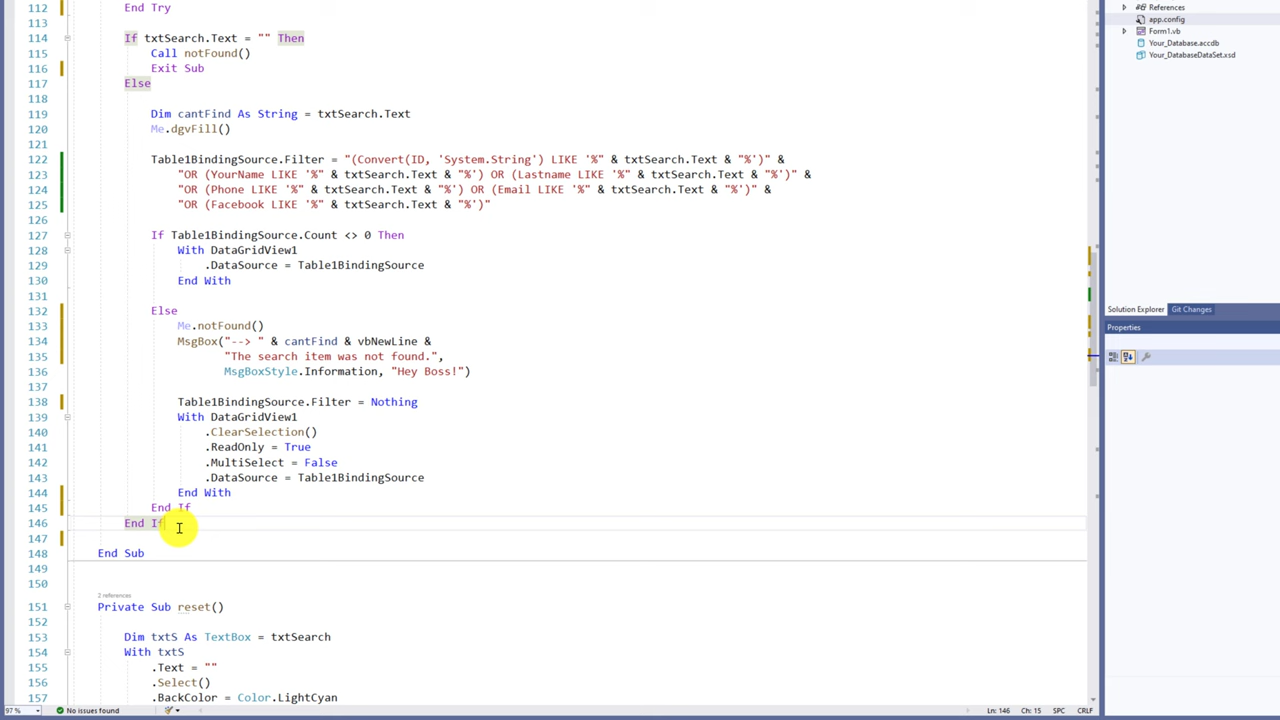 112 End Try
113
114 If txtSearch.Text = "" Then
115 Call notFound()
116 Exit Sub
117 Else
118
119 Dim cantFind As String = txtSearch.Text
120 Me.dgvFill()
121
122 Table1BindingSource.Filter = "(Convert(ID, 'System.String') LIKE '%" & txtSearch.Text & "%')" &
123 "OR (YourName LIKE '%" & txtSearch.Text & "%') OR (Lastname LIKE '%" & txtSearch.Text & "%')" &
124 "OR (Phone LIKE '%" & txtSearch.Text & "%') OR (Email LIKE '%" & txtSearch.Text & "%')" &
125 "OR (Facebook LIKE '%" & txtSearch.Text & "%')"
126
127 If Table1BindingSource.Count <> 0 Then
128 With DataGridView1
129 .DataSource = Table1BindingSource
130 End With
131
132 Else
133 Me.notFound()
134 MsgBox("--> " & cantFind & vbNewLine &
135 "The search item was not found.",
136 MsgBoxStyle.Information, "Hey Boss!")
137
138 Table1BindingSource.Filter = Nothing
139 With DataGridView1
140 .ClearSelection()
141 .ReadOnly = True
142 .MultiSelect = False
143 .DataSource = Table1BindingSource
144 End With
145 End If
146 End If
147
148 End Sub
149
150
2 references
151 Private Sub reset()
152
153 Dim txtS As TextBox = txtSearch
154 With txtS
155 .Text = ""
156 .Select()
157 .BackColor = Color.LightCyan
97 % No issues found Ln: 146 Ch: 15 SPC CRLF
References
app.config
Form1.vb
Your_Database.accdb
Your_DatabaseDataSet.xsd
Solution Explorer Git Changes
Properties